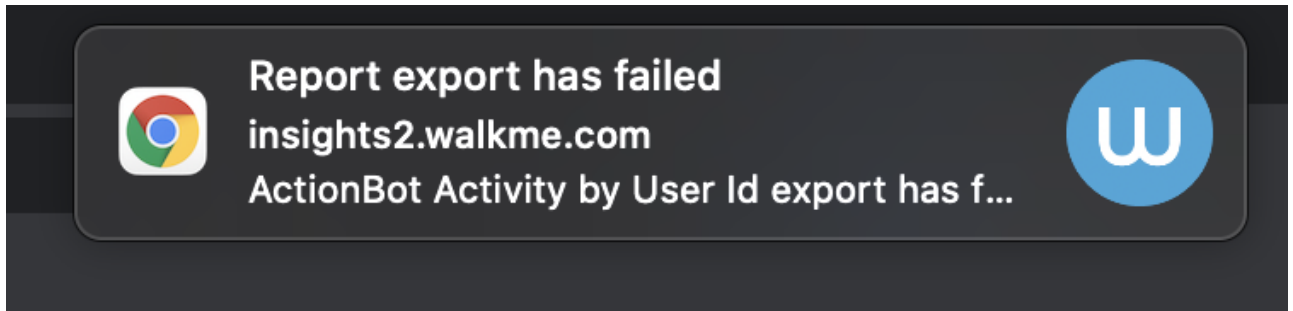 Report export has failed
insights2.walkme.com
ActionBot Activity by User Id export has f...
W